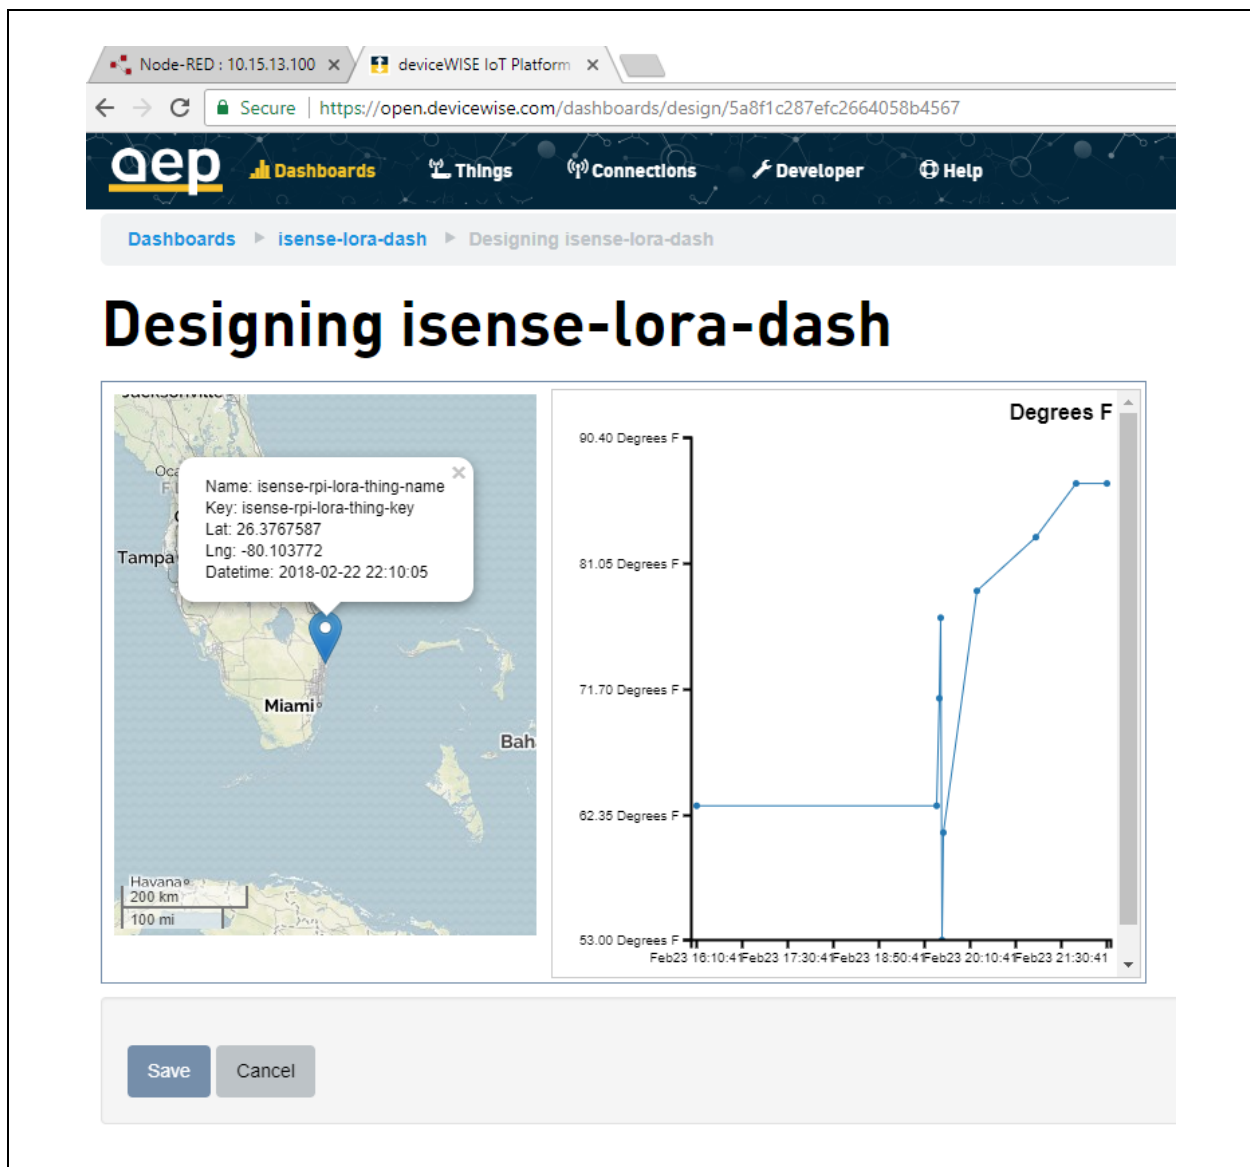 Node-RED : 10.15.13.100
deviceWISE IoT Platform
Secure | https://open.devicewise.com/dashboards/design/5a8f1c287efc2664058b4567
aep Dashboards Things Connections Developer Help
Dashboards isense-lora-dash Designing isense-lora-dash
Designing isense-lora-dash
Jacksonville
Oca
F
Name: isense-rpi-lora-thing-name
Key: isense-rpi-lora-thing-key
Lat: 26.3767587
Lng: -80.103772
Datetime: 2018-02-22 22:10:05
Tampa
Miami
Bah
Havana
200 km
100 mi
Degrees F
90.40 Degrees F
81.05 Degrees F
71.70 Degrees F
62.35 Degrees F
53.00 Degrees F
Feb23 16:10:41 Feb23 17:30:41 Feb23 18:50:41 Feb23 20:10:41 Feb23 21:30:41
Save Cancel